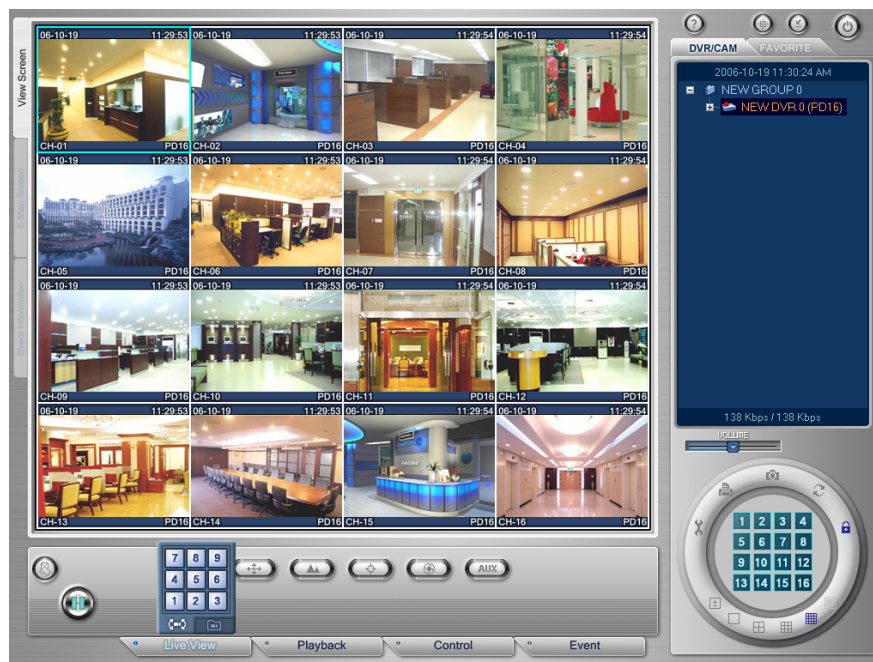 View Screen
E-Map Screen
Event Information
06-10-19 11:29:53
CH-01 PD16
06-10-19 11:29:53
CH-02 PD16
06-10-19 11:29:54
CH-03 PD16
06-10-19 11:29:54
CH-04 PD16
06-10-19 11:29:53
CH-05 PD16
06-10-19 11:29:53
CH-06 PD16
06-10-19 11:29:54
CH-07 PD16
06-10-19 11:29:54
CH-08 PD16
06-10-19 11:29:53
CH-09 PD16
06-10-19 11:29:53
CH-10 PD16
06-10-19 11:29:54
CH-11 PD16
06-10-19 11:29:54
CH-12 PD16
06-10-19 11:29:53
CH-13 PD16
06-10-19 11:29:53
CH-14 PD16
06-10-19 11:29:54
CH-15 PD16
06-10-19 11:29:54
CH-16 PD16
?
DVR/CAM FAVORITE
2006-10-19 11:30:24 AM
NEW GROUP 0
NEW DVR 0 (PD16)
138 Kbps / 138 Kbps
VOLUME
1 2 3 4
5 6 7 8
9 10 11 12
13 14 15 16
7 8 9
4 5 6
1 2 3
AUX
Live View Playback Control Event